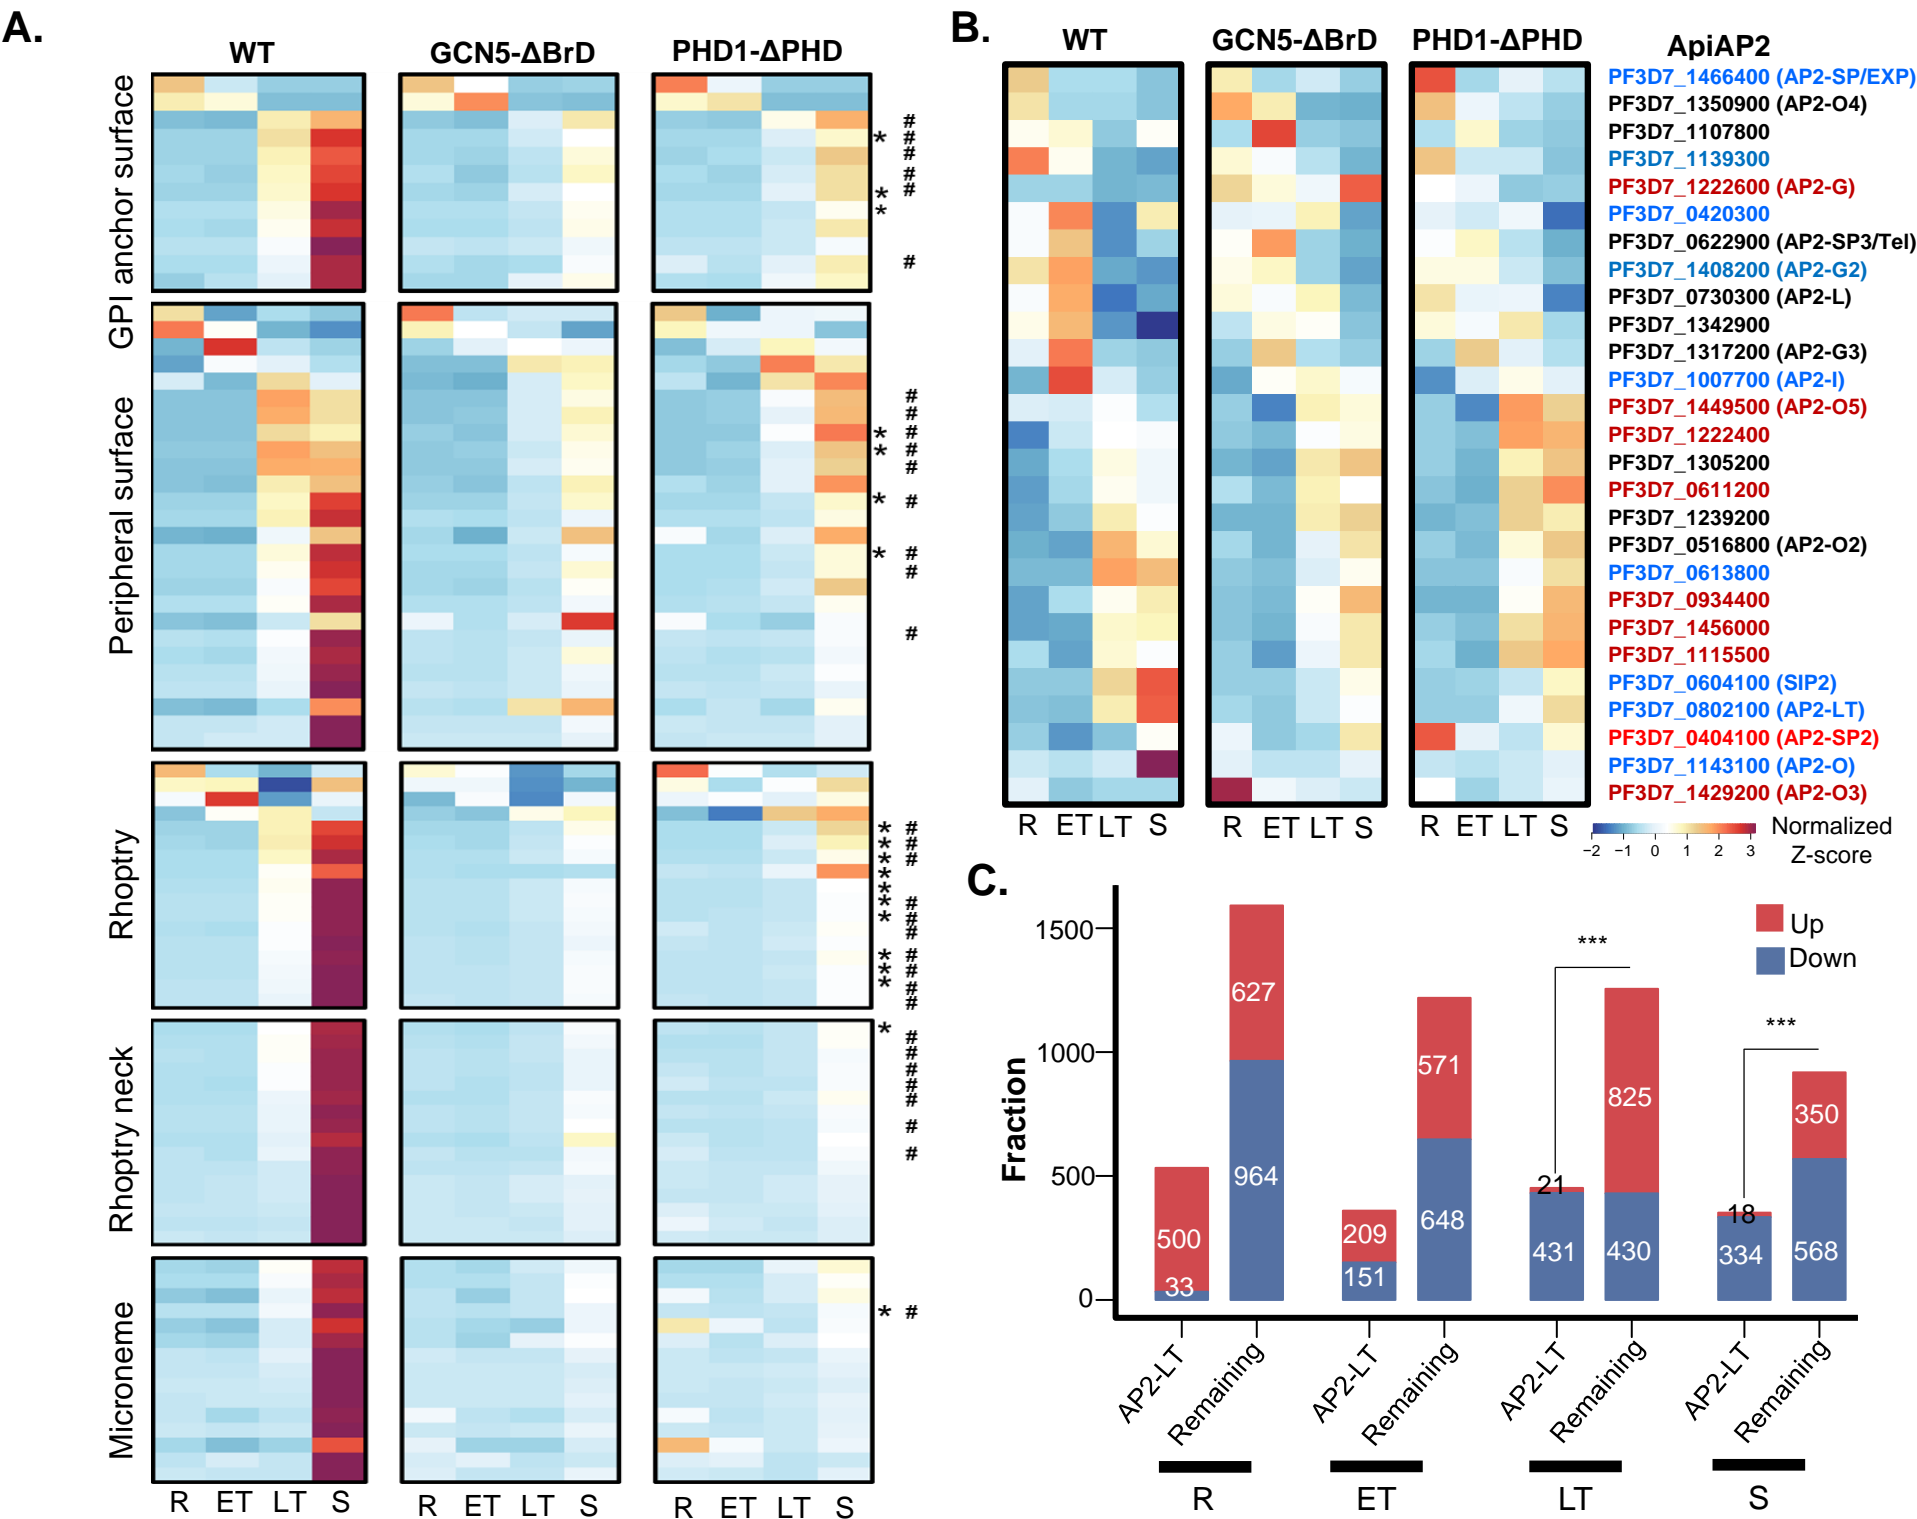 A.
WT
GCN5-ΔBrD
PHD1-ΔPHD
GPI anchor surface
#
* #
#
#
* #
*
#
Peripheral surface
#
#
* #
* #
#
* #
* #
#
#
Rhoptry
* #
* #
* #
*
*
* #
* #
#
* #
* #
* #
#
Rhoptry neck
*
#
#
#
#
#
#
#
Microneme
* #
R ET LT S
R ET LT S
R ET LT S
B.
WT
GCN5-ΔBrD
PHD1-ΔPHD
ApiAP2
PF3D7_1466400 (AP2-SP/EXP)
PF3D7_1350900 (AP2-O4)
PF3D7_1107800
PF3D7_1139300
PF3D7_1222600 (AP2-G)
PF3D7_0420300
PF3D7_0622900 (AP2-SP3/Tel)
PF3D7_1408200 (AP2-G2)
PF3D7_0730300 (AP2-L)
PF3D7_1342900
PF3D7_1317200 (AP2-G3)
PF3D7_1007700 (AP2-I)
PF3D7_1449500 (AP2-O5)
PF3D7_1222400
PF3D7_1305200
PF3D7_0611200
PF3D7_1239200
PF3D7_0516800 (AP2-O2)
PF3D7_0613800
PF3D7_0934400
PF3D7_1456000
PF3D7_1115500
PF3D7_0604100 (SIP2)
PF3D7_0802100 (AP2-LT)
PF3D7_0404100 (AP2-SP2)
PF3D7_1143100 (AP2-O)
PF3D7_1429200 (AP2-O3)
R ET LT S
R ET LT S
R ET LT S
−2 −1 0 1 2 3
Normalized
Z-score
C.
Fraction
1500
1000
500
0
Up
Down
***
***
500
33
627
964
209
151
571
648
21
431
825
430
18
334
350
568
AP2-LT
Remaining
AP2-LT
Remaining
AP2-LT
Remaining
AP2-LT
Remaining
R
ET
LT
S